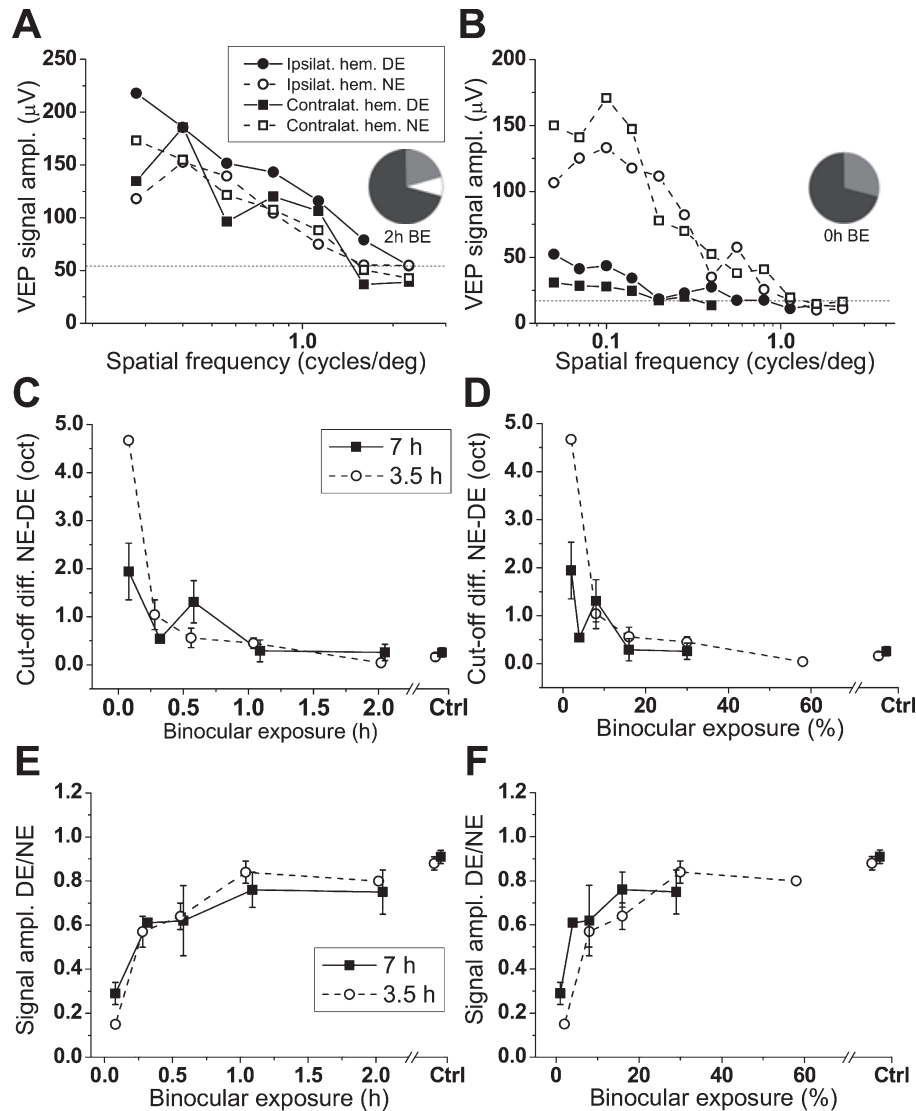 A
250
200
150
100
50
0
VEP signal ampl. (μV)
Ipsilat. hem. DE
Ipsilat. hem. NE
Contralat. hem. DE
Contralat. hem. NE
2h BE
1.0
Spatial frequency (cycles/deg)
B
200
150
100
50
0
VEP signal ampl. (μV)
0h BE
0.1 1.0
Spatial frequency (cycles/deg)
C
5.0
4.0
3.0
2.0
1.0
0.0
Cut-off diff. NE-DE (oct)
7 h
3.5 h
0.0 0.5 1.0 1.5 2.0 Ctrl
Binocular exposure (h)
D
5.0
4.0
3.0
2.0
1.0
0.0
Cut-off diff. NE-DE (oct)
0 20 40 60 Ctrl
Binocular exposure (%)
E
1.2
1.0
0.8
0.6
0.4
0.2
0.0
Signal ampl. DE/NE
7 h
3.5 h
0.0 0.5 1.0 1.5 2.0 Ctrl
Binocular exposure (h)
F
1.2
1.0
0.8
0.6
0.4
0.2
0.0
Signal ampl. DE/NE
0 20 40 60 Ctrl
Binocular exposure (%)